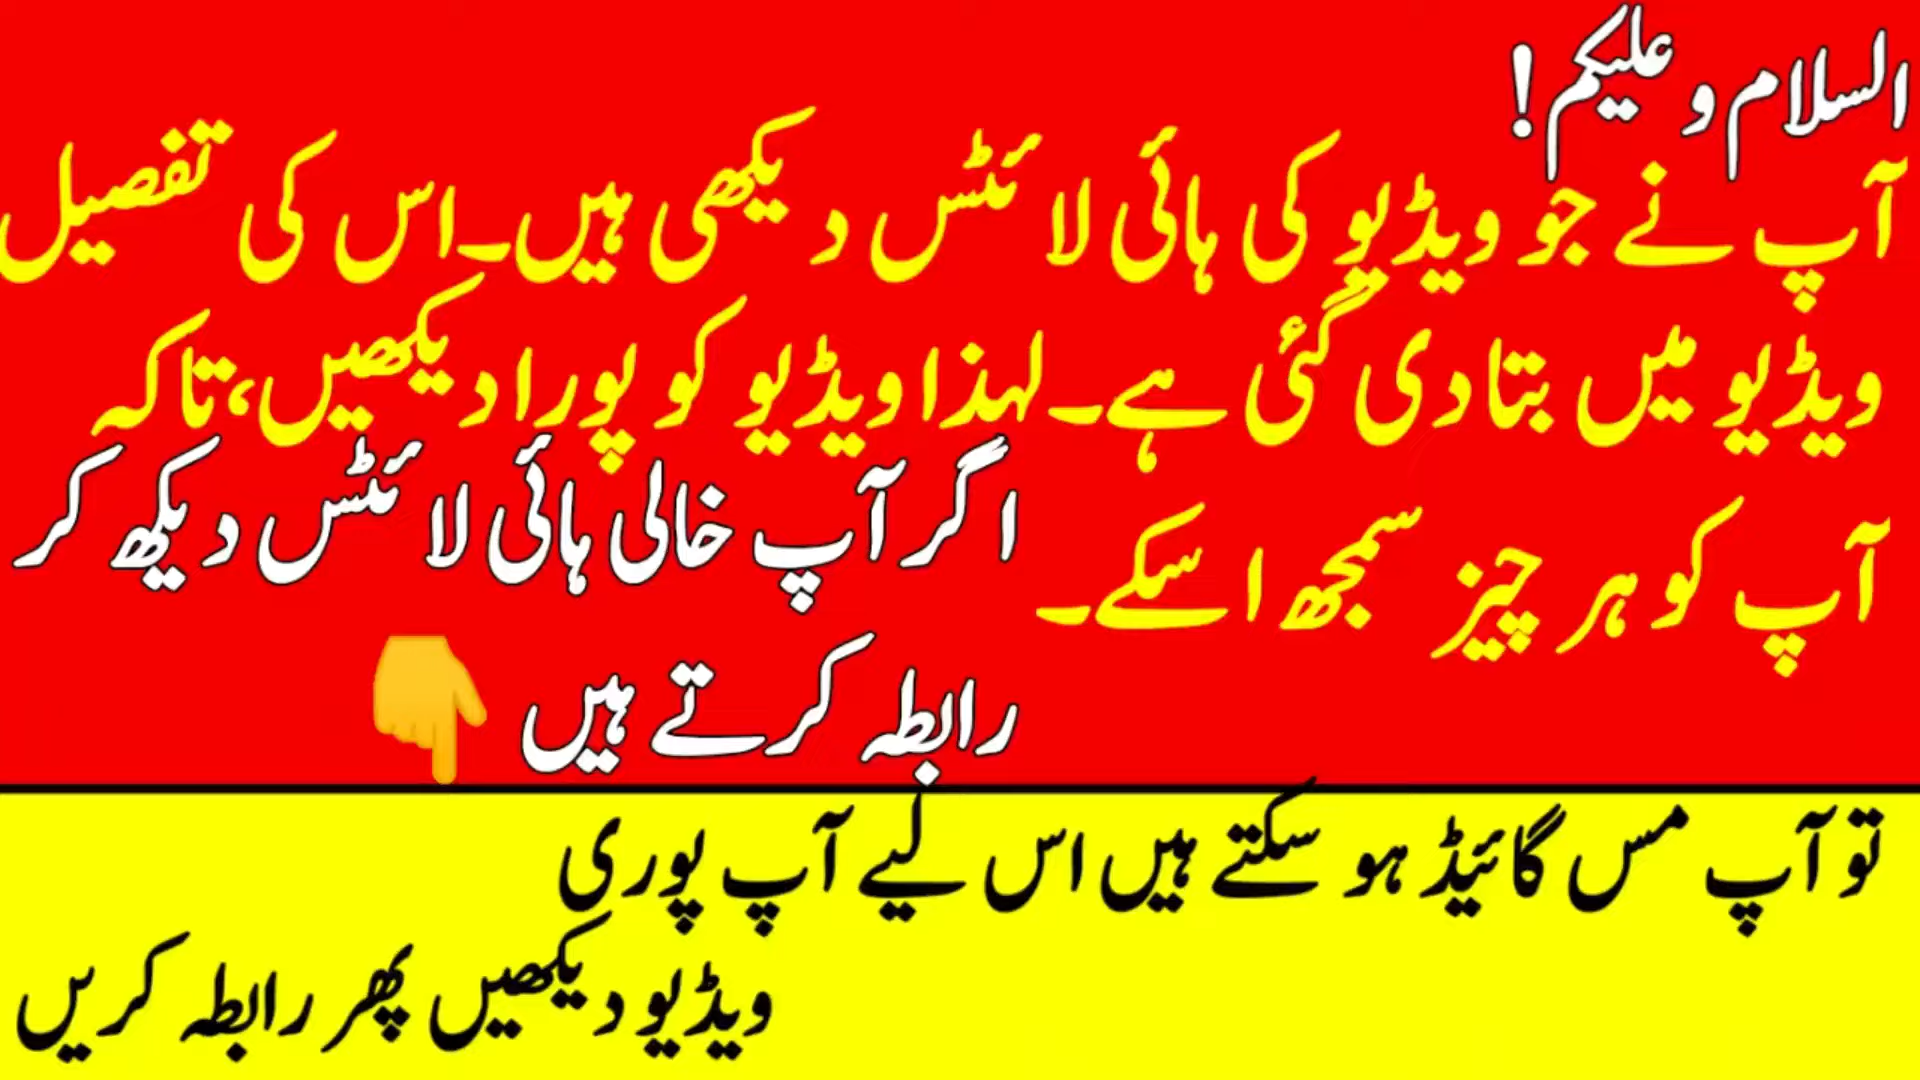 السلام و علیکم!
آپ نے جو ویڈیو کی ہائی لائٹس دیکھی ہیں۔اس کی تفصیل
ویڈیو میں بتا دی گئی ہے۔لہذا ویڈیو کو پورا دیکھیں،تاکہ
آپ کو ہر چیز سمجھ اسکے۔
اگر آپ خالی ہائی لائٹس دیکھ کر
رابطہ کرتے ہیں 👇
تو آپ مس گائیڈ ہو سکتے ہیں اس لیے آپ پوری
ویڈیو دیکھیں پھر رابطہ کریں